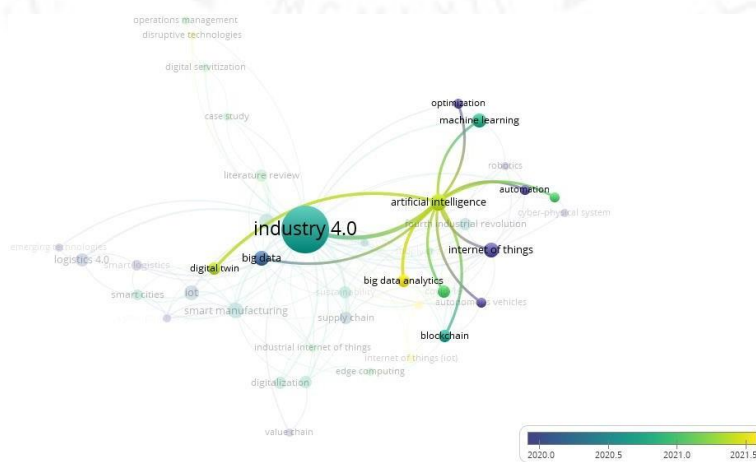 operations management
disruptive technologies
digital servitization
case study
optimization
machine learning
literature review
robotics
automation
artificial intelligence
cyber-physical system
fourth industrial revolution
industry 4.0
emerging technologies
internet of things
logistics 4.0
big data
smart logistics
digital twin
big data analytics
smart cities
iot
sustainability
autonomous vehicles
smart manufacturing
supply chain
blockchain
industrial internet of things
internet of things (iot)
edge computing
digitalization
value chain
2020.0 2020.5 2021.0 2021.5